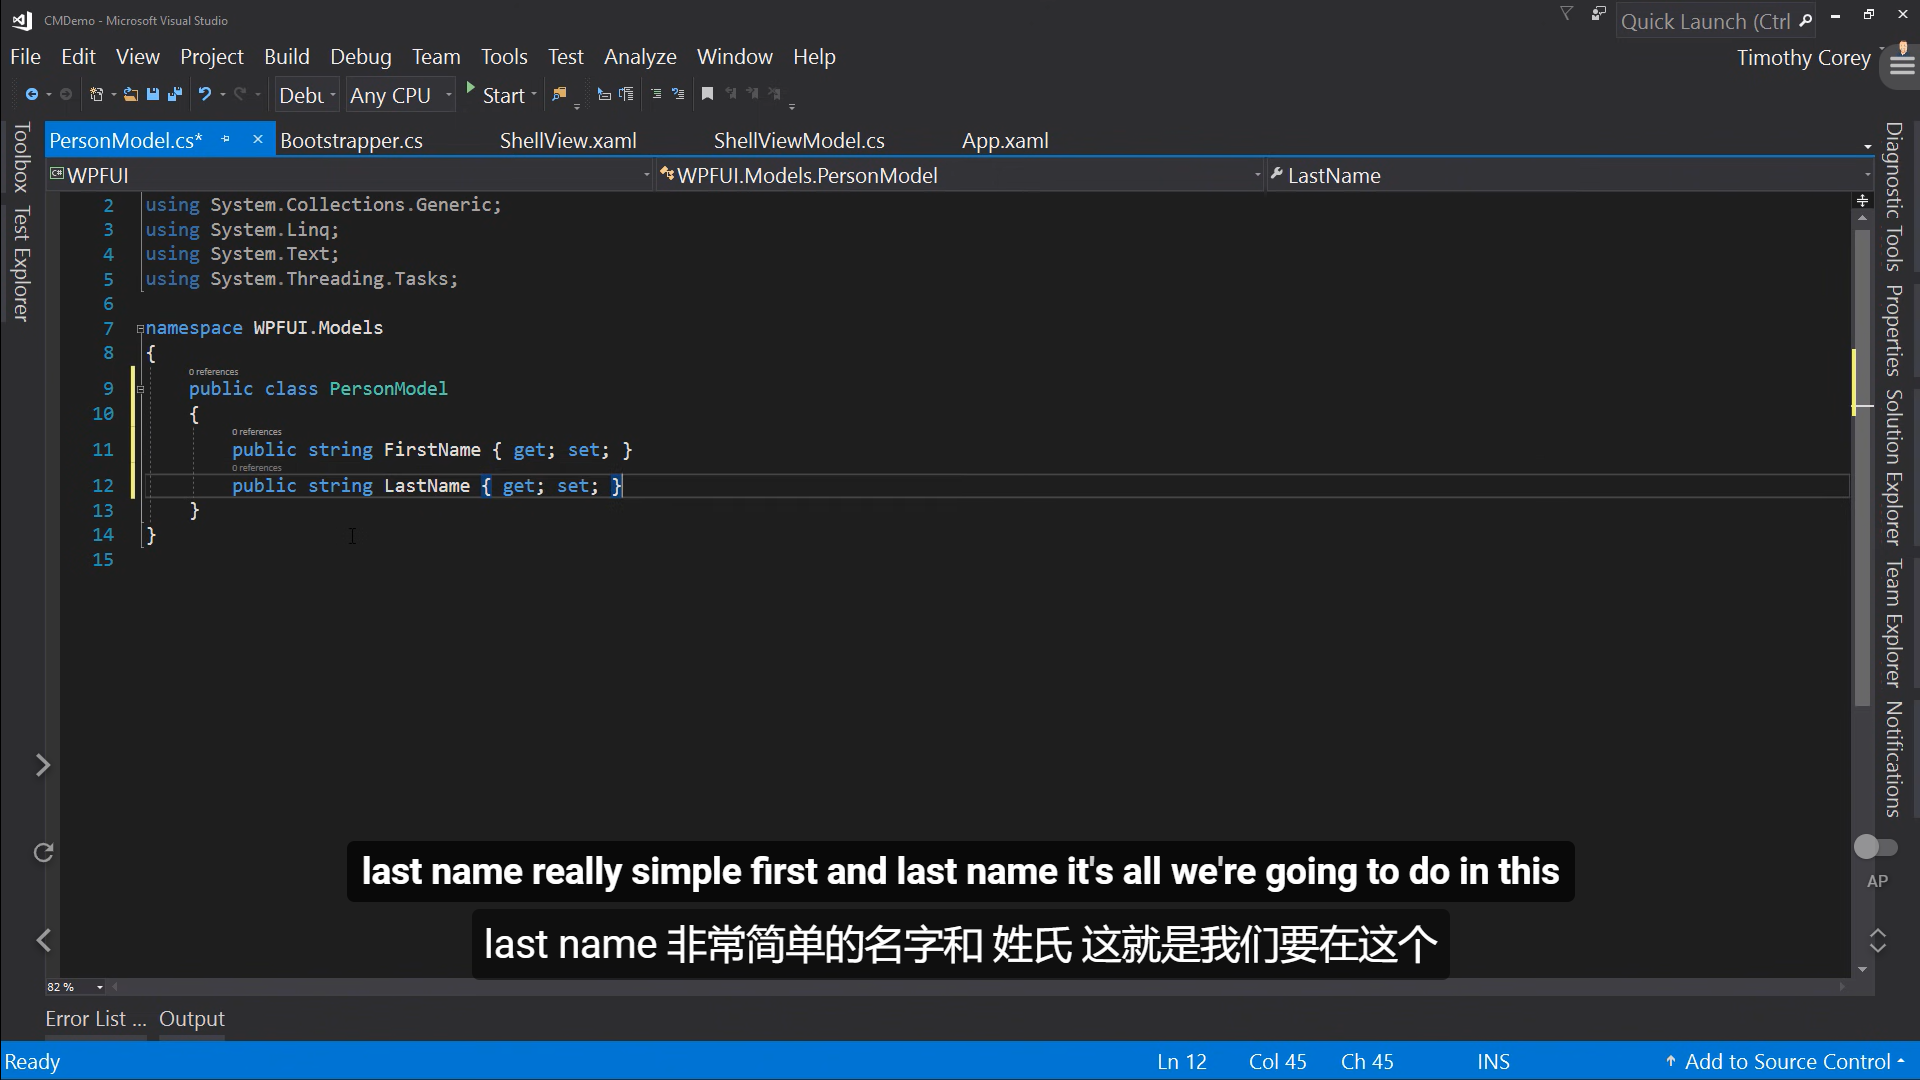 CMDemo - Microsoft Visual Studio
Quick Launch (Ctrl
File Edit View Project Build Debug Team Tools Test Analyze Window Help
Timothy Corey
Debu Any CPU Start
PersonModel.cs* Bootstrapper.cs ShellView.xaml ShellViewModel.cs App.xaml
WPFUI WPFUI.Models.PersonModel LastName
Toolbox
Test Explorer
2 using System.Collections.Generic;
3 using System.Linq;
4 using System.Text;
5 using System.Threading.Tasks;
6
7 namespace WPFUI.Models
8 {
0 references
9 public class PersonModel
10 {
0 references
11 public string FirstName { get; set; }
0 references
12 public string LastName { get; set; }
13 }
14 }
15
Diagnostic Tools
Properties
Solution Explorer
Team Explorer
Notifications
AP
last name really simple first and last name it's all we're going to do in this
last name 非常简单的名字和 姓氏 这就是我们要在这个
82 %
Error List ... Output
Ready Ln 12 Col 45 Ch 45 INS Add to Source Control